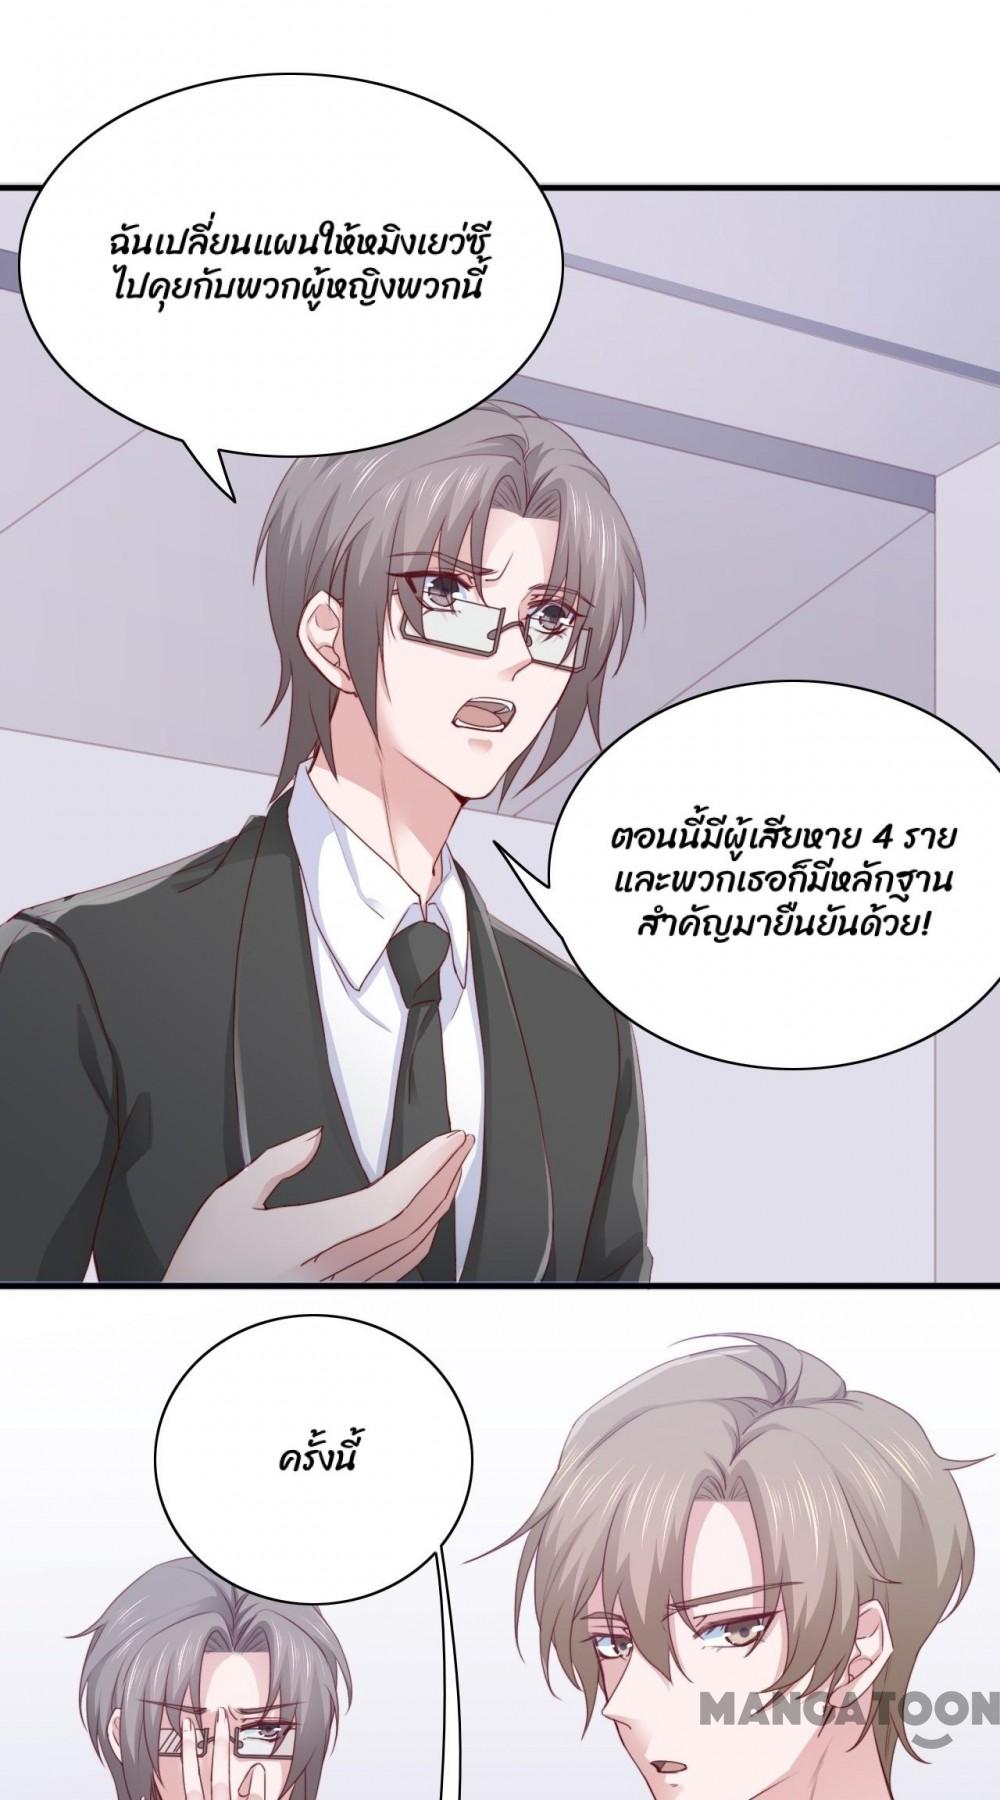 ฉันเปลี่ยนแผนให้หมิงเยว่ซี
ไปคุยกับพวกผู้หญิงพวกนี้
ตอนนี้มีผู้เสียหาย 4 ราย
และพวกเธอก็มีหลักฐาน
สำคัญมายืนยันด้วย!
ครั้งนี้
MANGATOON